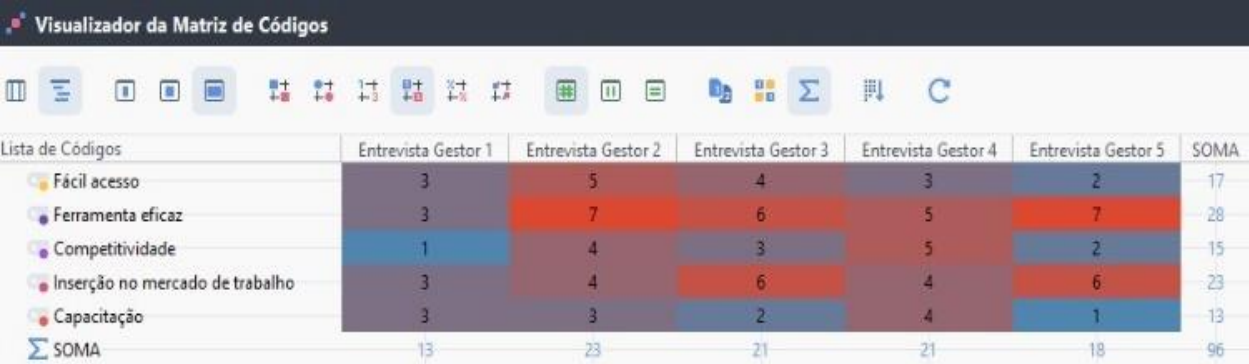 Visualizador da Matriz de Códigos
Lista de Códigos Entrevista Gestor 1 Entrevista Gestor 2 Entrevista Gestor 3 Entrevista Gestor 4 Entrevista Gestor 5 SOMA
Fácil acesso 3 5 4 3 2 17
Ferramenta eficaz 3 7 6 5 7 28
Competitividade 1 4 3 5 2 15
Inserção no mercado de trabalho 3 4 6 4 6 23
Capacitação 3 3 2 4 1 13
∑ SOMA 13 23 21 21 18 96